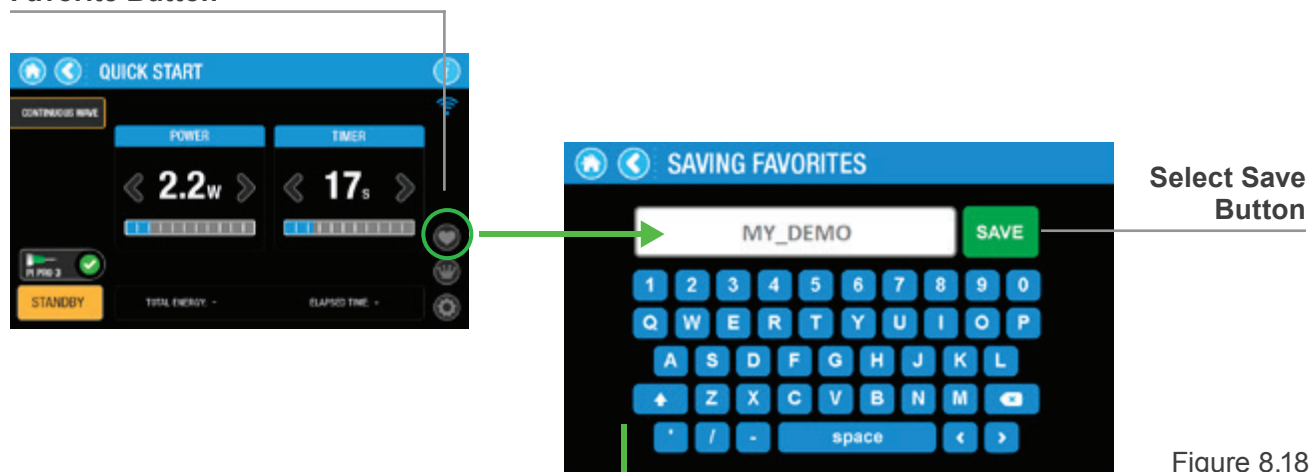 Favorite Button
QUICK START
CONTINUOUS WAVE
POWER
TIMER
2.2w
17s
PI PRO 3
STANDBY
TOTAL ENERGY: -
ELAPSED TIME: -
SAVING FAVORITES
Select Save
Button
MY_DEMO
SAVE
1 2 3 4 5 6 7 8 9 0
Q W E R T Y U I O P
A S D F G H J K L
Z X C V B N M
/ - space < >
Figure 8.18